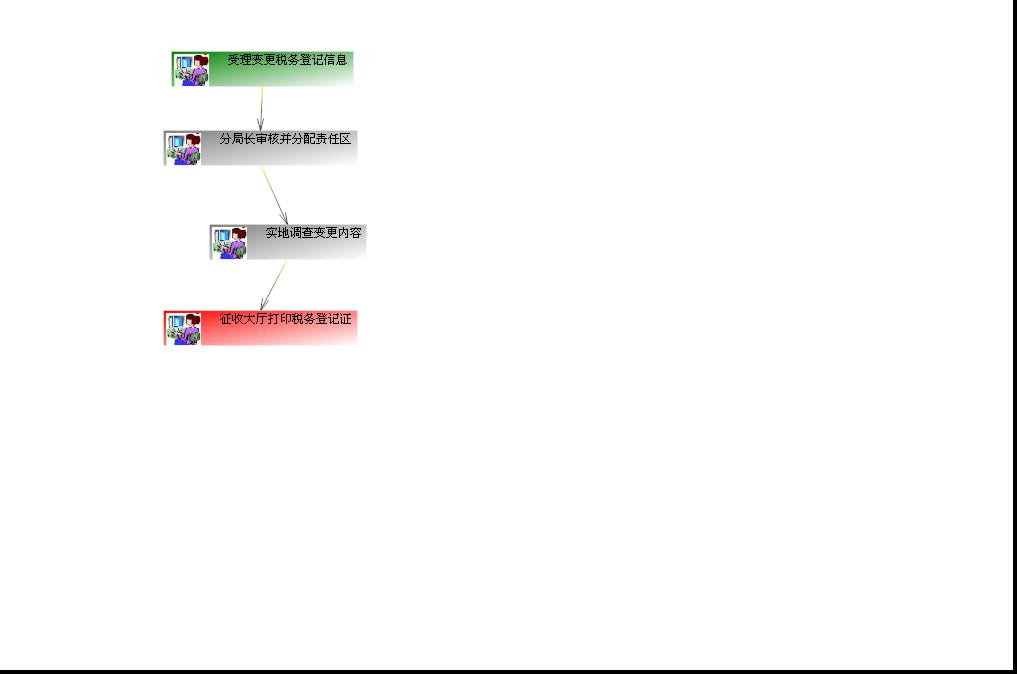 受理变更税务登记信息
分局长审核并分配责任区
实地调查变更内容
征收大厅打印税务登记证